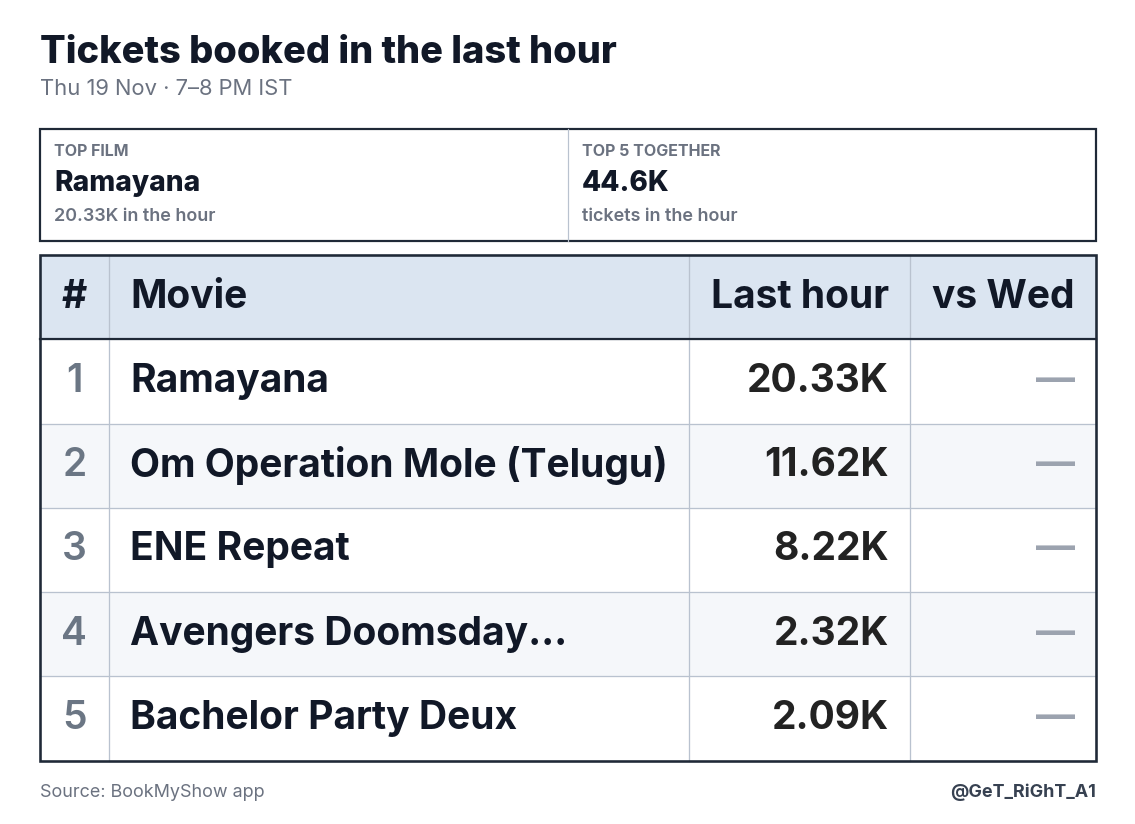 Tickets booked in the last hour
Thu 19 Nov · 7–8 PM IST
TOP FILM
Ramayana
20.33K in the hour
TOP 5 TOGETHER
44.6K
tickets in the hour
# Movie Last hour vs Wed
1 Ramayana 20.33K —
2 Om Operation Mole (Telugu) 11.62K —
3 ENE Repeat 8.22K —
4 Avengers Doomsday... 2.32K —
5 Bachelor Party Deux 2.09K —
Source: BookMyShow app
@GeT_RiGhT_A1